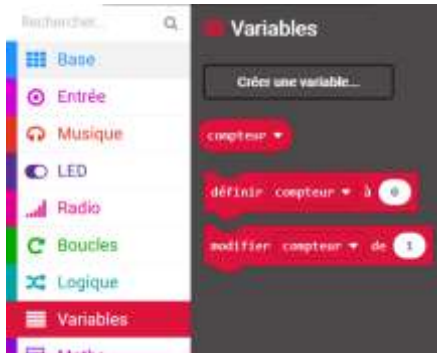 Rechercher...
Base
Entrée
Musique
LED
Radio
Boucles
Logique
Variables
Maths
Variables
Créer une variable...
compteur
définir compteur à 0
modifier compteur de 1